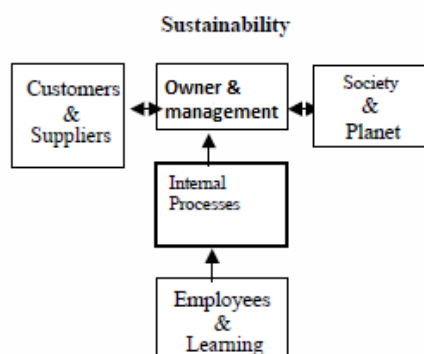 Sustainability
Customers
&
Suppliers
Owner &
management
Society
&
Planet
Internal
Processes
Employees
&
Learning